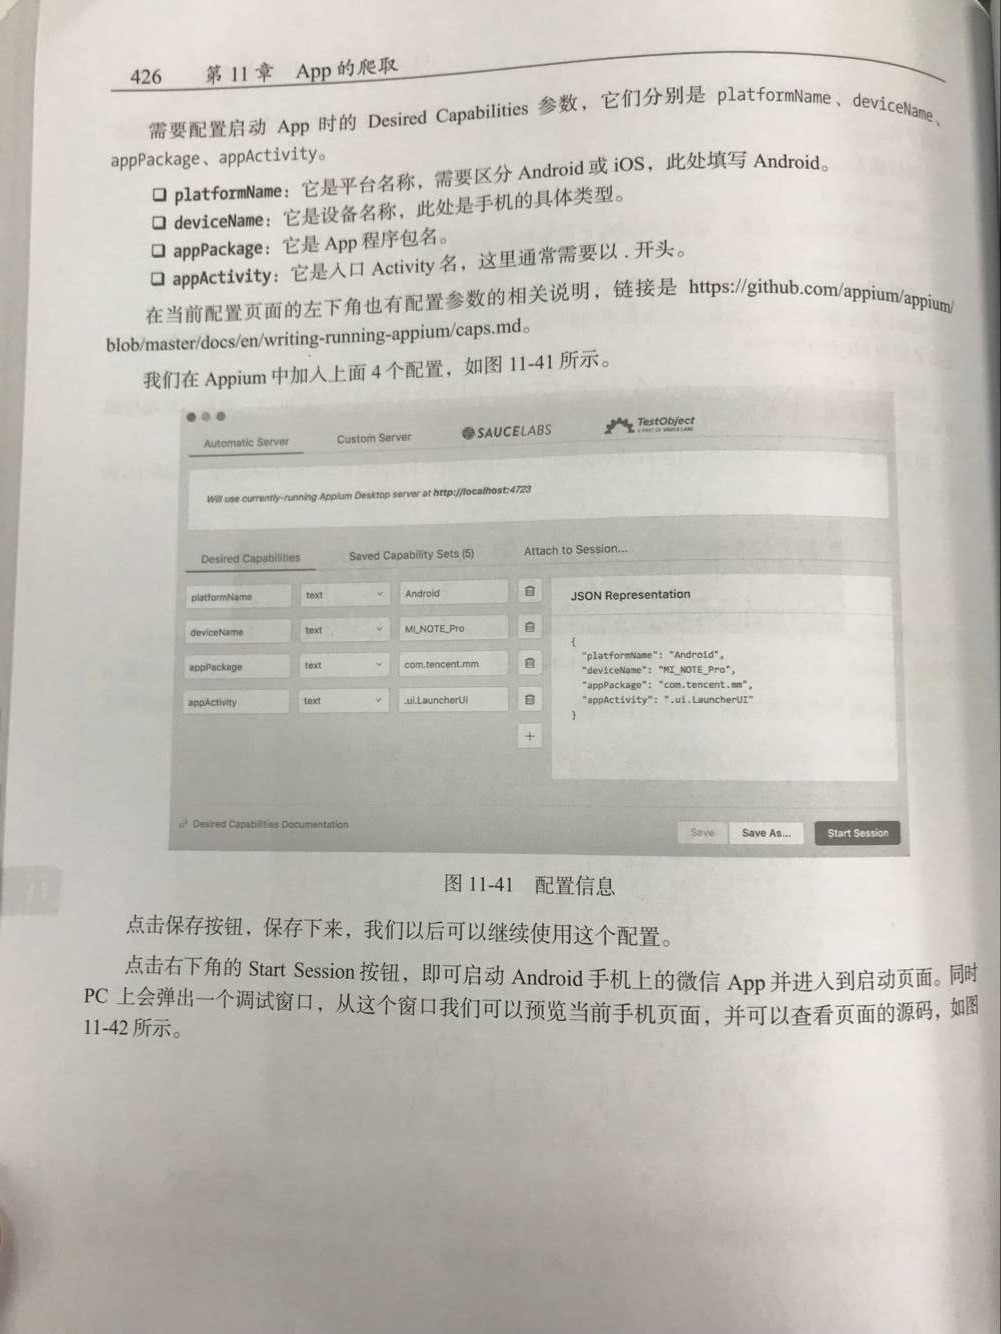 426 第 11 章 App 的爬取
需要配置启动 App 时的 Desired Capabilities 参数，它们分别是 platformName、deviceName、
appPackage、appActivity。
❏ platformName：它是平台名称，需要区分 Android 或 iOS，此处填写 Android。
❏ deviceName：它是设备名称，此处是手机的具体类型。
❏ appPackage：它是 App 程序包名。
❏ appActivity：它是入口 Activity 名，这里通常需要以 . 开头。
在当前配置页面的左下角也有配置参数的相关说明，链接是 https://github.com/appium/appium/
blob/master/docs/en/writing-running-appium/caps.md。
我们在 Appium 中加入上面 4 个配置，如图 11-41 所示。
Automatic Server Custom Server SAUCELABS TestObject
A PART OF SAUCE LABS
Will use currently-running Appium Desktop server at http://localhost:4723
Desired Capabilities Saved Capability Sets (5) Attach to Session...
platformName text Android
deviceName text MI_NOTE_Pro
appPackage text com.tencent.mm
appActivity text .ui.LauncherUI
+
JSON Representation
{
"platformName": "Android",
"deviceName": "MI_NOTE_Pro",
"appPackage": "com.tencent.mm",
"appActivity": ".ui.LauncherUI"
}
Desired Capabilities Documentation Save Save As... Start Session
图 11-41 配置信息
点击保存按钮，保存下来，我们以后可以继续使用这个配置。
点击右下角的 Start Session 按钮，即可启动 Android 手机上的微信 App 并进入到启动页面。同时
PC 上会弹出一个调试窗口，从这个窗口我们可以预览当前手机页面，并可以查看页面的源码，如图
11-42 所示。